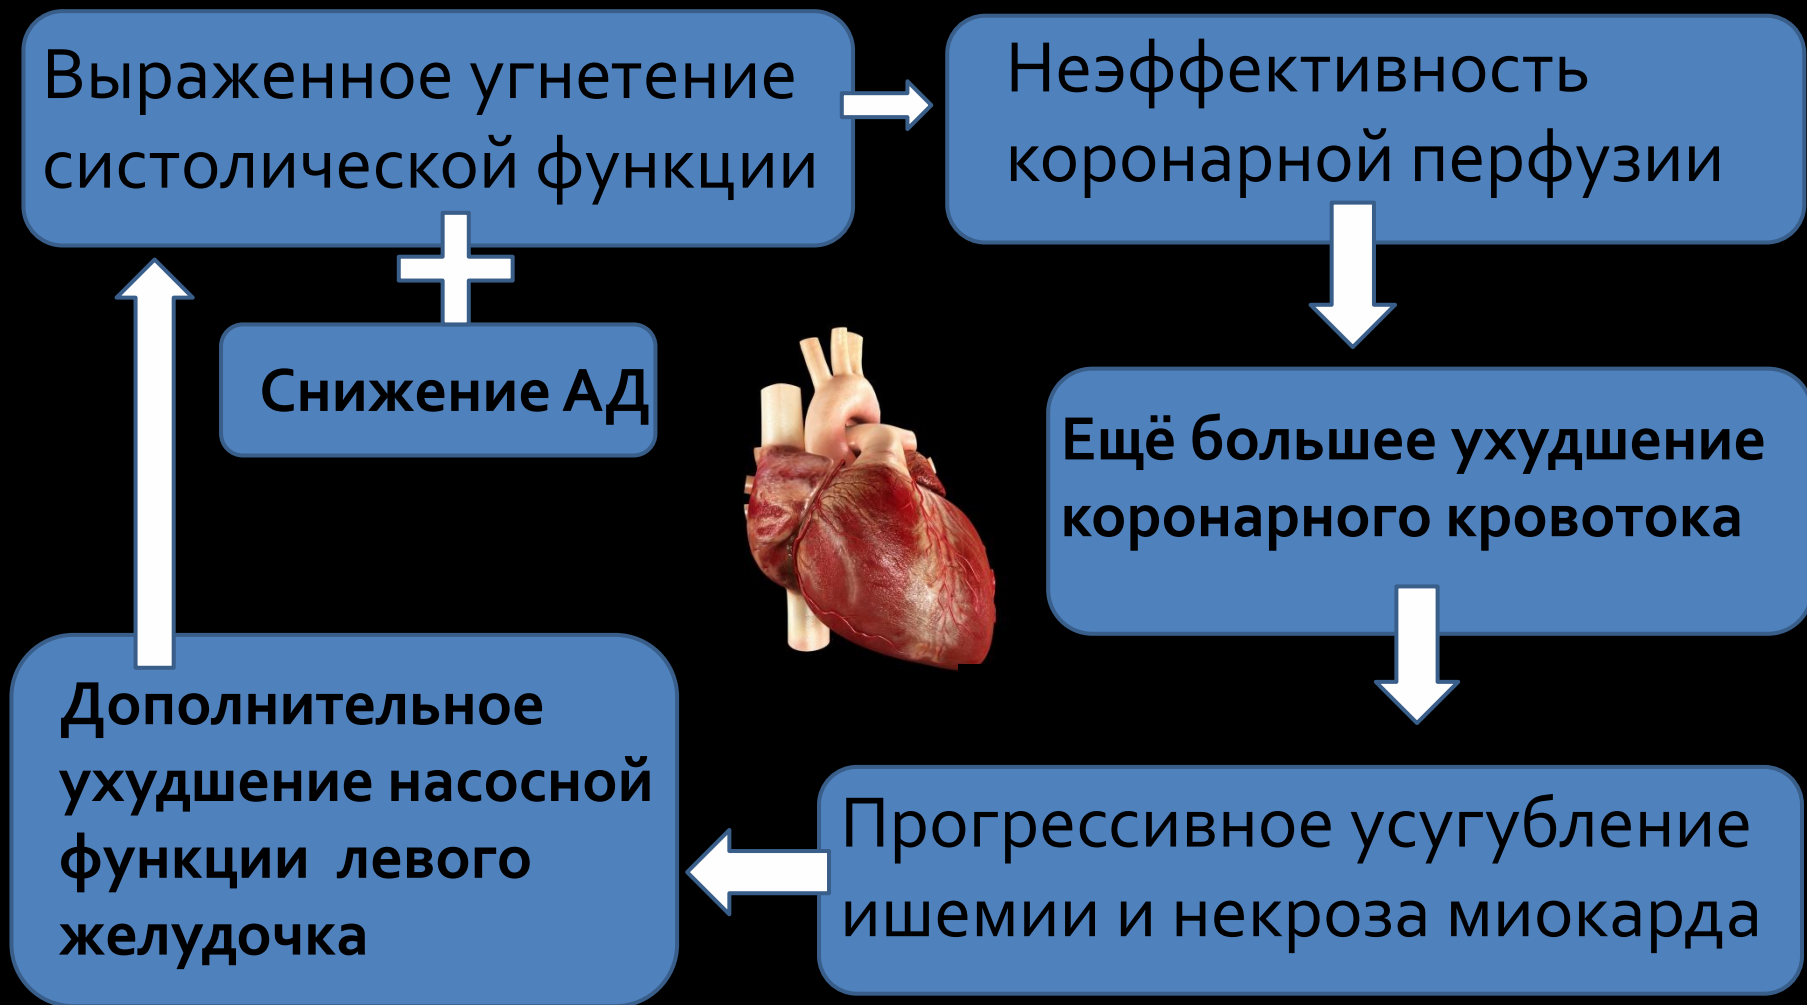 Выраженное угнетение
систолической функции
Неэффективность
коронарной перфузии
Снижение АД
Ещё большее ухудшение
коронарного кровотока
Прогрессивное усугубление
ишемии и некроза миокарда
Дополнительное
ухудшение насосной
функции левого
желудочка